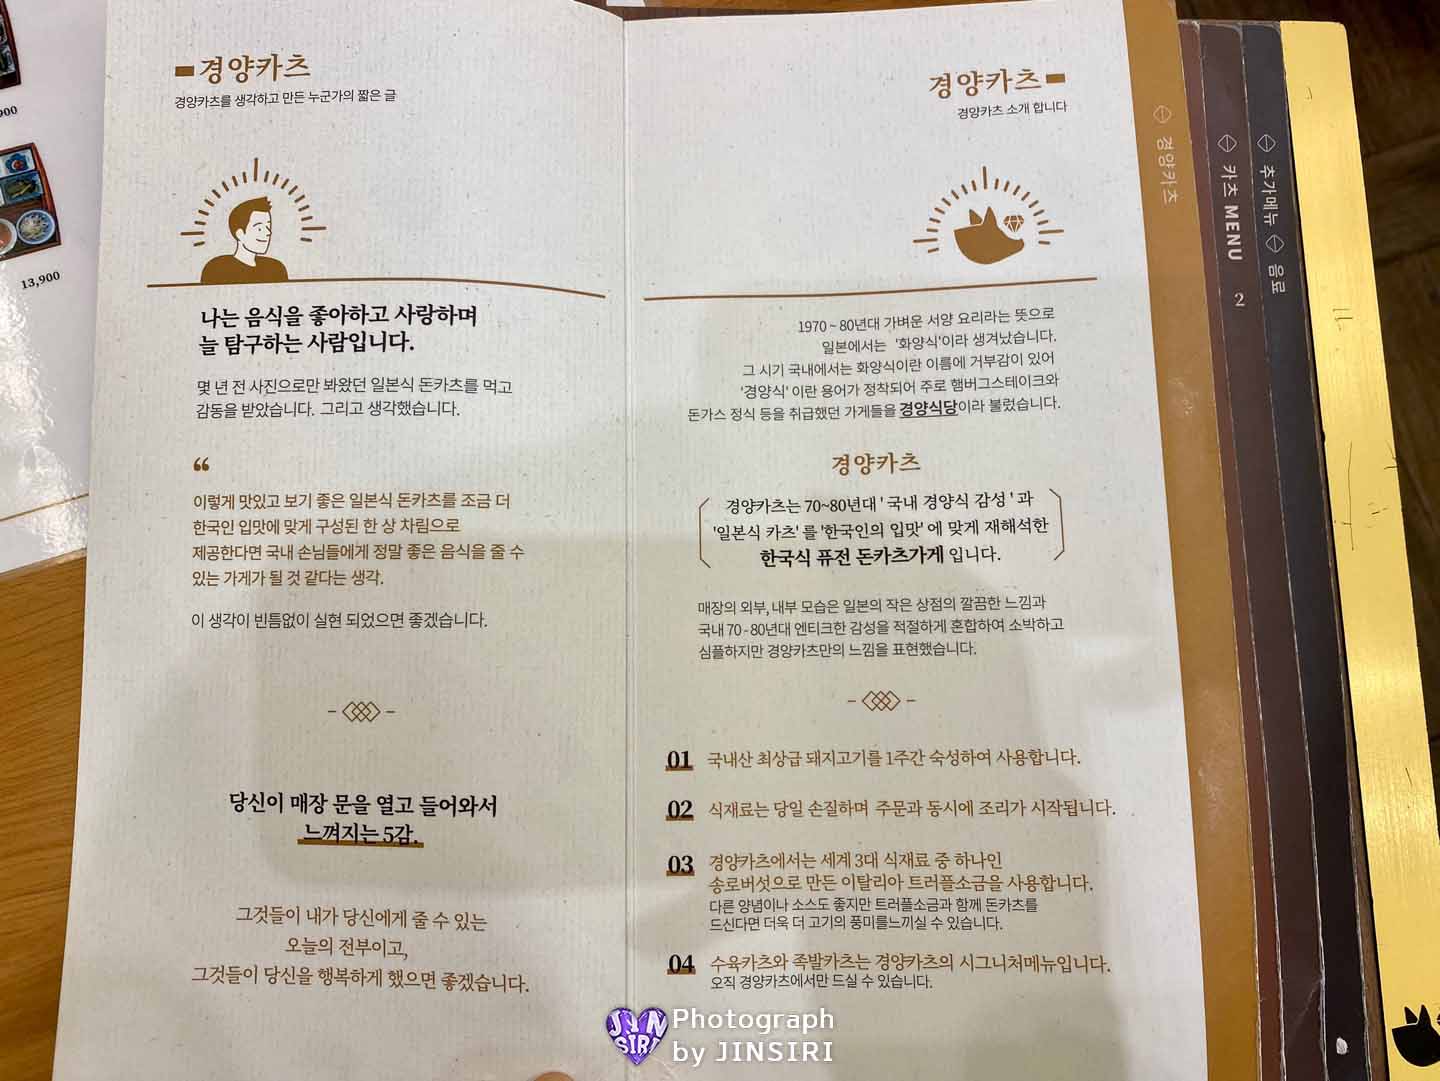 900
13,900
경양카츠
경양카츠를 생각하고 만든 누군가의 짧은 글
나는 음식을 좋아하고 사랑하며
늘 탐구하는 사람입니다.
몇 년 전 사진으로만 봐왔던 일본식 돈카츠를 먹고
감동을 받았습니다. 그리고 생각했습니다.
“
이렇게 맛있고 보기 좋은 일본식 돈카츠를 조금 더
한국인 입맛에 맞게 구성된 한 상 차림으로
제공한다면 국내 손님들에게 정말 좋은 음식을 줄 수
있는 가게가 될 것 같다는 생각.
이 생각이 빈틈없이 실현 되었으면 좋겠습니다.
당신이 매장 문을 열고 들어와서
느껴지는 5감.
그것들이 내가 당신에게 줄 수 있는
오늘의 전부이고,
그것들이 당신을 행복하게 했으면 좋겠습니다.
경양카츠
경양카츠 소개 합니다
1970 ~ 80년대 가벼운 서양 요리라는 뜻으로
일본에서는 '화양식'이라 생겨났습니다.
그 시기 국내에서는 화양식이란 이름에 거부감이 있어
'경양식' 이란 용어가 정착되어 주로 햄버그스테이크와
돈가스 정식 등을 취급했던 가게들을 경양식당이라 불렀습니다.
경양카츠
경양카츠는 70~80년대 ' 국내 경양식 감성 ' 과
'일본식 카츠' 를 '한국인의 입맛' 에 맞게 재해석한
한국식 퓨전 돈카츠가게 입니다.
매장의 외부, 내부 모습은 일본의 작은 상점의 깔끔한 느낌과
국내 70 - 80년대 엔티크한 감성을 적절하게 혼합하여 소박하고
심플하지만 경양카츠만의 느낌을 표현했습니다.
01 국내산 최상급 돼지고기를 1주간 숙성하여 사용합니다.
02 식재료는 당일 손질하며 주문과 동시에 조리가 시작됩니다.
03 경양카츠에서는 세계 3대 식재료 중 하나인
송로버섯으로 만든 이탈리아 트러플소금을 사용합니다.
다른 양념이나 소스도 좋지만 트러플소금과 함께 돈카츠를
드신다면 더욱 더 고기의 풍미를느끼실 수 있습니다.
04 수육카츠와 족발카츠는 경양카츠의 시그니처메뉴입니다.
오직 경양카츠에서만 드실 수 있습니다.
경양카츠
카츠 MENU
2
추가메뉴
음료
JIN
SIRI
Photograph
by JINSIRI